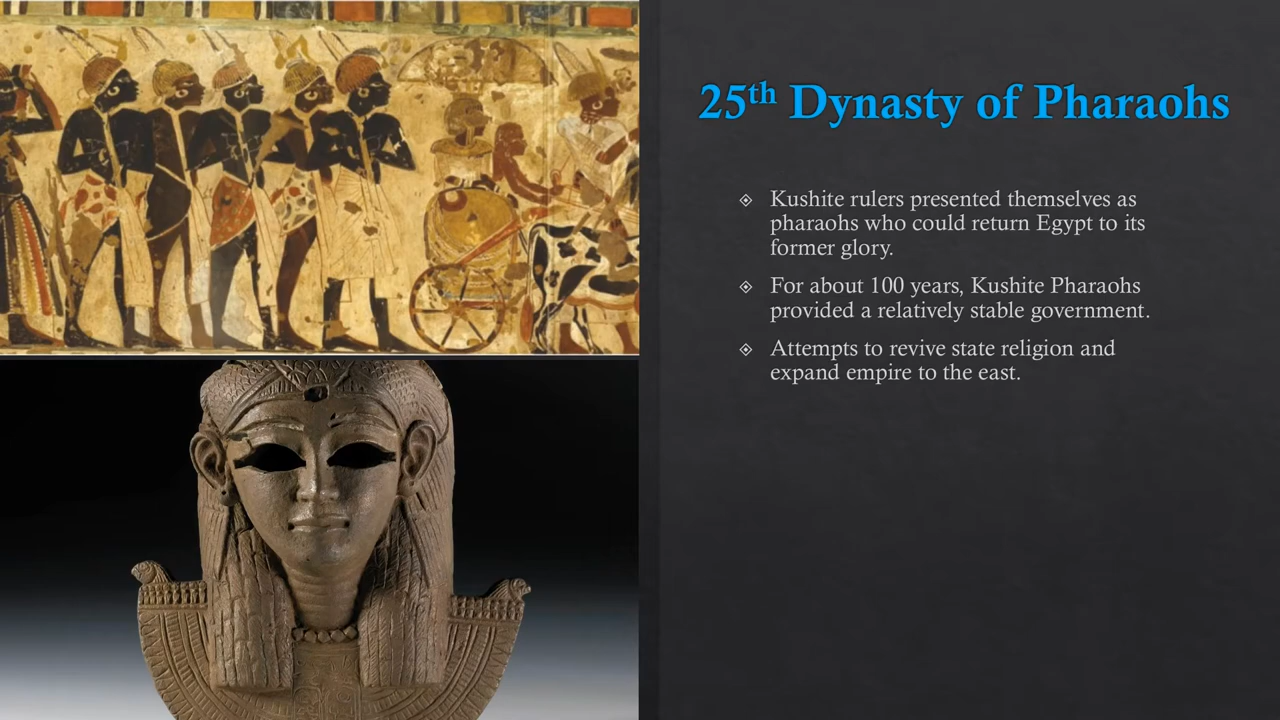 25th Dynasty of Pharaohs
Kushite rulers presented themselves as
pharaohs who could return Egypt to its
former glory.
For about 100 years, Kushite Pharaohs
provided a relatively stable government.
Attempts to revive state religion and
expand empire to the east.